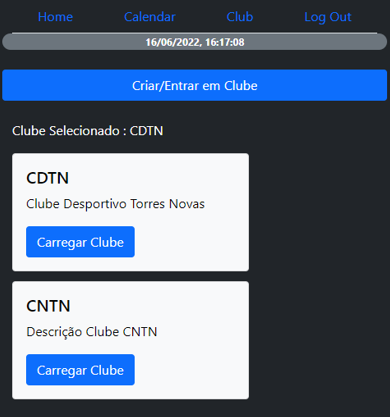 Home Calendar Club Log Out
16/06/2022, 16:17:08
Criar/Entrar em Clube
Clube Selecionado : CDTN
CDTN
Clube Desportivo Torres Novas
Carregar Clube
CNTN
Descrição Clube CNTN
Carregar Clube